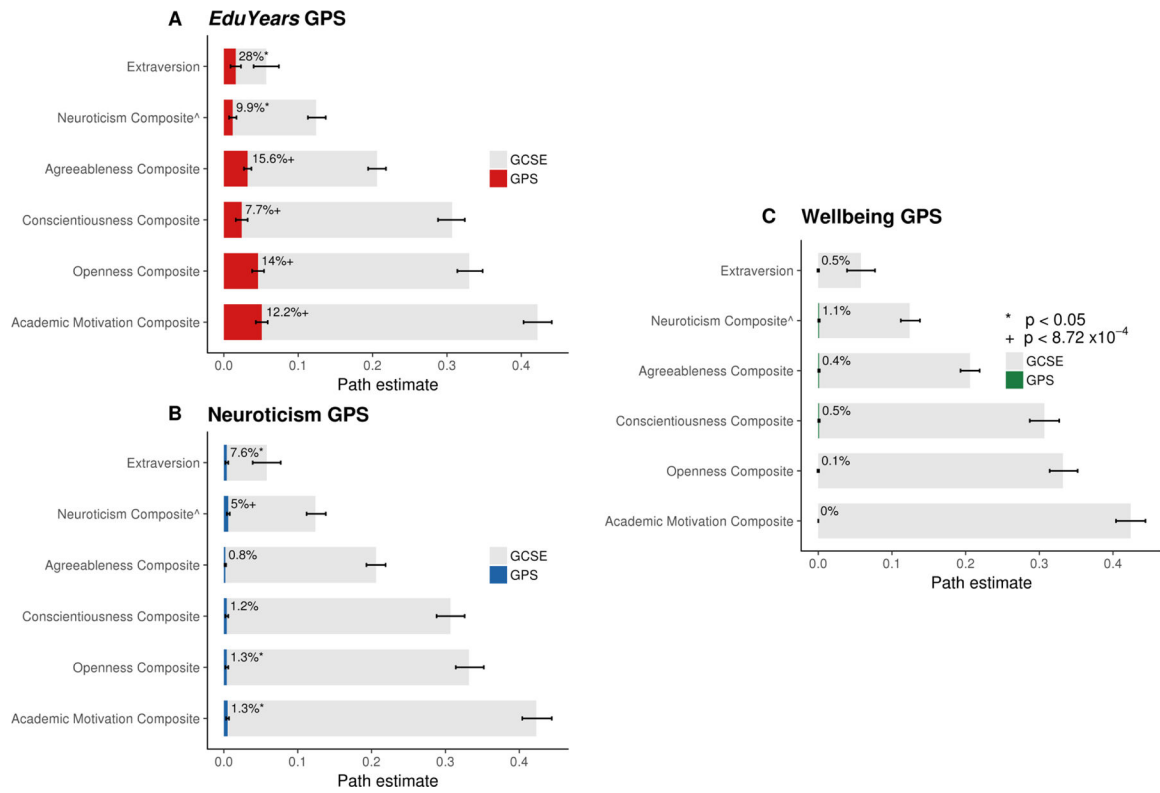 A EduYears GPS
Extraversion
28%*
Neuroticism Composite^
9.9%*
Agreeableness Composite
15.6%+
Conscientiousness Composite
7.7%+
Openness Composite
14%+
Academic Motivation Composite
12.2%+
GCSE
GPS
0.0 0.1 0.2 0.3 0.4
Path estimate
B Neuroticism GPS
Extraversion
7.6%*
Neuroticism Composite^
5%+
Agreeableness Composite
0.8%
Conscientiousness Composite
1.2%
Openness Composite
1.3%*
Academic Motivation Composite
1.3%*
GCSE
GPS
0.0 0.1 0.2 0.3 0.4
Path estimate
C Wellbeing GPS
Extraversion
0.5%
Neuroticism Composite^
1.1%
Agreeableness Composite
0.4%
Conscientiousness Composite
0.5%
Openness Composite
0.1%
Academic Motivation Composite
0%
* p < 0.05
+ p < 8.72 x10⁻⁴
GCSE
GPS
0.0 0.1 0.2 0.3 0.4
Path estimate